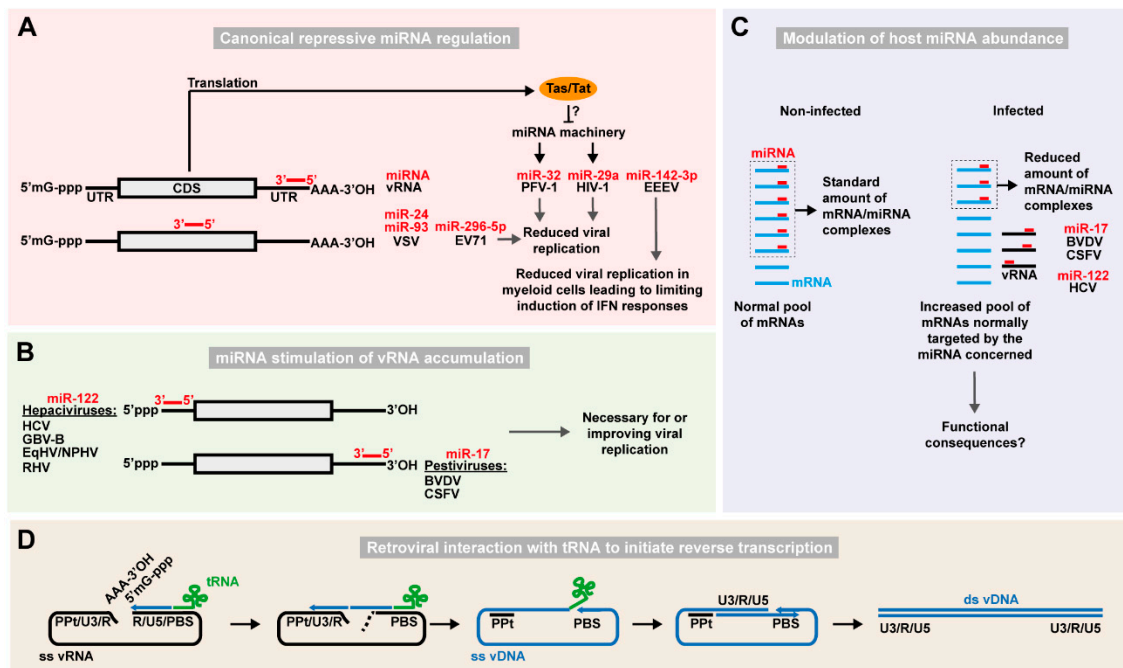 A
Canonical repressive miRNA regulation
Translation
Tas/Tat
?
miRNA machinery
5'mG-ppp
UTR
CDS
3' 5'
UTR
AAA-3'OH
miRNA
vRNA
miR-32
PFV-1
miR-29a
HIV-1
miR-142-3p
EEEV
5'mG-ppp
3' 5'
AAA-3'OH
miR-24
miR-93
VSV
miR-296-5p
EV71
Reduced viral
replication
Reduced viral replication in
myeloid cells leading to limiting
induction of IFN responses
B
miRNA stimulation of vRNA accumulation
miR-122
Hepaciviruses:
HCV
GBV-B
EqHV/NPHV
RHV
5'ppp
3' 5'
3'OH
5'ppp
3' 5'
3'OH
miR-17
Pestiviruses:
BVDV
CSFV
Necessary for or
improving viral
replication
C
Modulation of host miRNA abundance
Non-infected
Infected
miRNA
Standard
amount of
mRNA/miRNA
complexes
mRNA
Normal pool
of mRNAs
Reduced
amount of
mRNA/miRNA
complexes
miR-17
BVDV
CSFV
vRNA
miR-122
HCV
Increased pool of
mRNAs normally
targeted by the
miRNA concerned
Functional
consequences?
D
Retroviral interaction with tRNA to initiate reverse transcription
AAA-3'OH
5'mG-ppp
tRNA
PPt/U3/R
R/U5/PBS
ss vRNA
PPt/U3/R
PBS
PPt
PBS
ss vDNA
U3/R/U5
PPt
PBS
ds vDNA
U3/R/U5
U3/R/U5